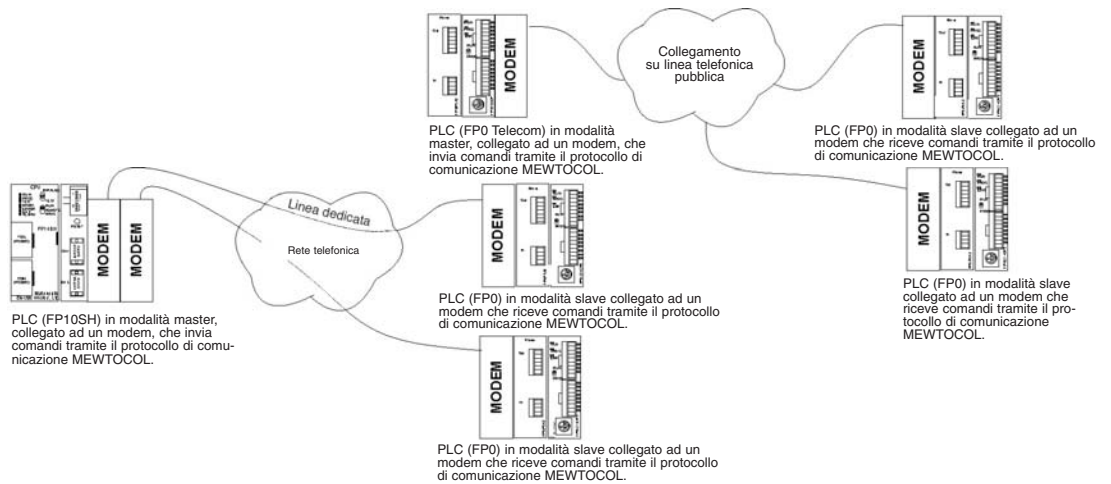 MODEM
Collegamento
su linea telefonica
pubblica
MODEM
PLC (FP0 Telecom) in modalità
master, collegato ad un modem, che
invia comandi tramite il protocollo di
comunicazione MEWTOCOL.
PLC (FP0) in modalità slave collegato ad un
modem che riceve comandi tramite il protocollo
di comunicazione MEWTOCOL.
CPU
MODEM
MODEM
Linea dedicata
Rete telefonica
MODEM
MODEM
PLC (FP10SH) in modalità master,
collegato ad un modem, che invia
comandi tramite il protocollo di comu-
nicazione MEWTOCOL.
PLC (FP0) in modalità slave collegato ad un
modem che riceve comandi tramite il protocollo
di comunicazione MEWTOCOL.
PLC (FP0) in modalità slave
collegato ad un modem che
riceve comandi tramite il pro-
tocollo di comunicazione
MEWTOCOL.
MODEM
PLC (FP0) in modalità slave collegato ad un
modem che riceve comandi tramite il protocollo
di comunicazione MEWTOCOL.